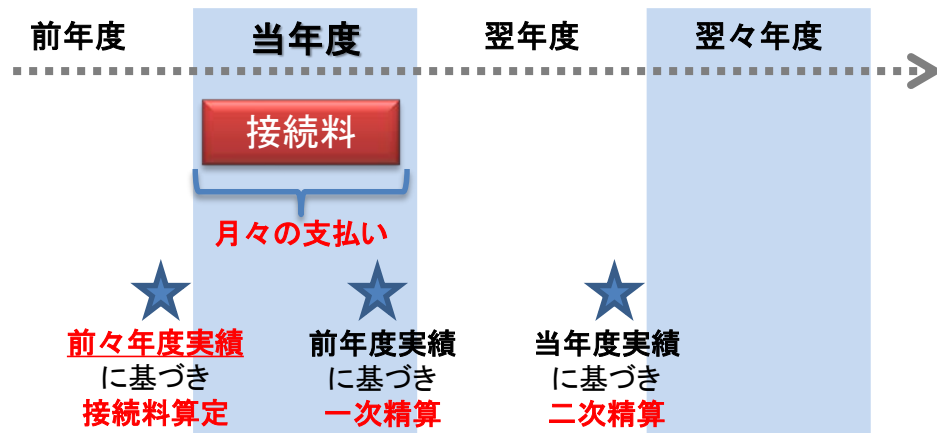 前年度
当年度
翌年度
翌々年度
接続料
月々の支払い
前々年度実績
に基づき
接続料算定
前年度実績
に基づき
一次精算
当年度実績
に基づき
二次精算